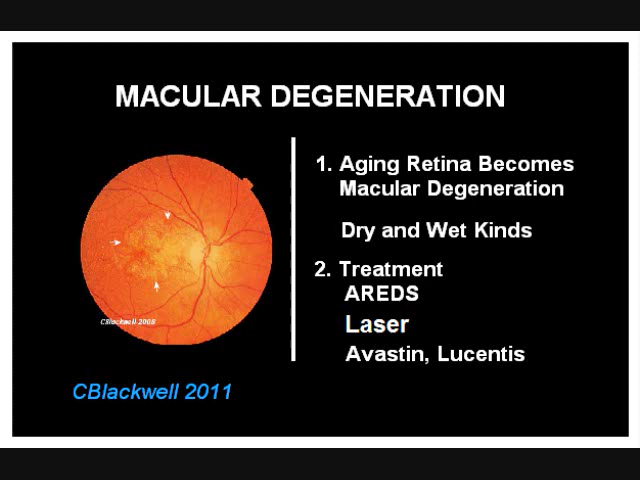 MACULAR DEGENERATION
1. Aging Retina Becomes
Macular Degeneration
Dry and Wet Kinds
2. Treatment
AREDS
Laser
Avastin, Lucentis
CBlackwell 2008
CBlackwell 2011